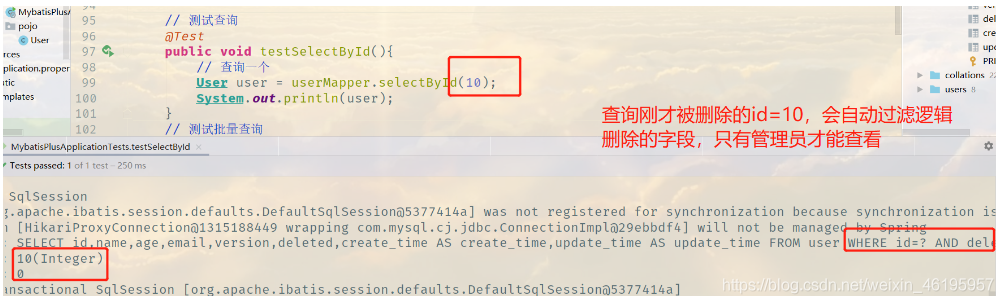 MybatisPlusA
pojo
User
rces
plication.proper
tic
mplates
94
95 // 测试查询
96 @Test
97 public void testSelectById(){
98 // 查询一个
99 User user = userMapper.selectById(10);
100 System.out.println(user);
101 }
102 // 测试批量查询
ver
del
cre
upd
PRI
collations 22
users 8
查询刚才被删除的id=10，会自动过滤逻辑
删除的字段，只有管理员才能查看
MybatisPlusApplicationTests.testSelectById ×
Tests passed: 1 of 1 test – 250 ms
SqlSession
g.apache.ibatis.session.defaults.DefaultSqlSession@5377414a] was not registered for synchronization because synchronization is
n [HikariProxyConnection@1315188449 wrapping com.mysql.cj.jdbc.ConnectionImpl@29ebbdf4] will not be managed by Spring
: SELECT id,name,age,email,version,deleted,create_time AS create_time,update_time AS update_time FROM user WHERE id=? AND dele
: 10(Integer)
: 0
ansactional SqlSession [org.apache.ibatis.session.defaults.DefaultSqlSession@5377414a]
https://blog.csdn.net/weixin_46195957